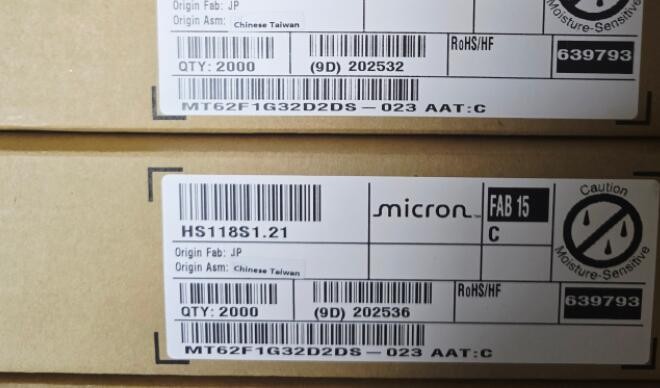 Origin Fab: JP
Origin Asm: Chinese Taiwan
Moisture-Sensitive
QTY: 2000
(9D) 202532
RoHS/HF
639793
MT62F1G32D2DS – 023 AAT:C
HS118S1.21
micron
FAB 15
C
Caution
Moisture-Sensitive
Origin Fab: JP
Origin Asm: Chinese Taiwan
QTY: 2000
(9D) 202536
RoHS/HF
639793
MT62F1G32D2DS – 023 AAT:C